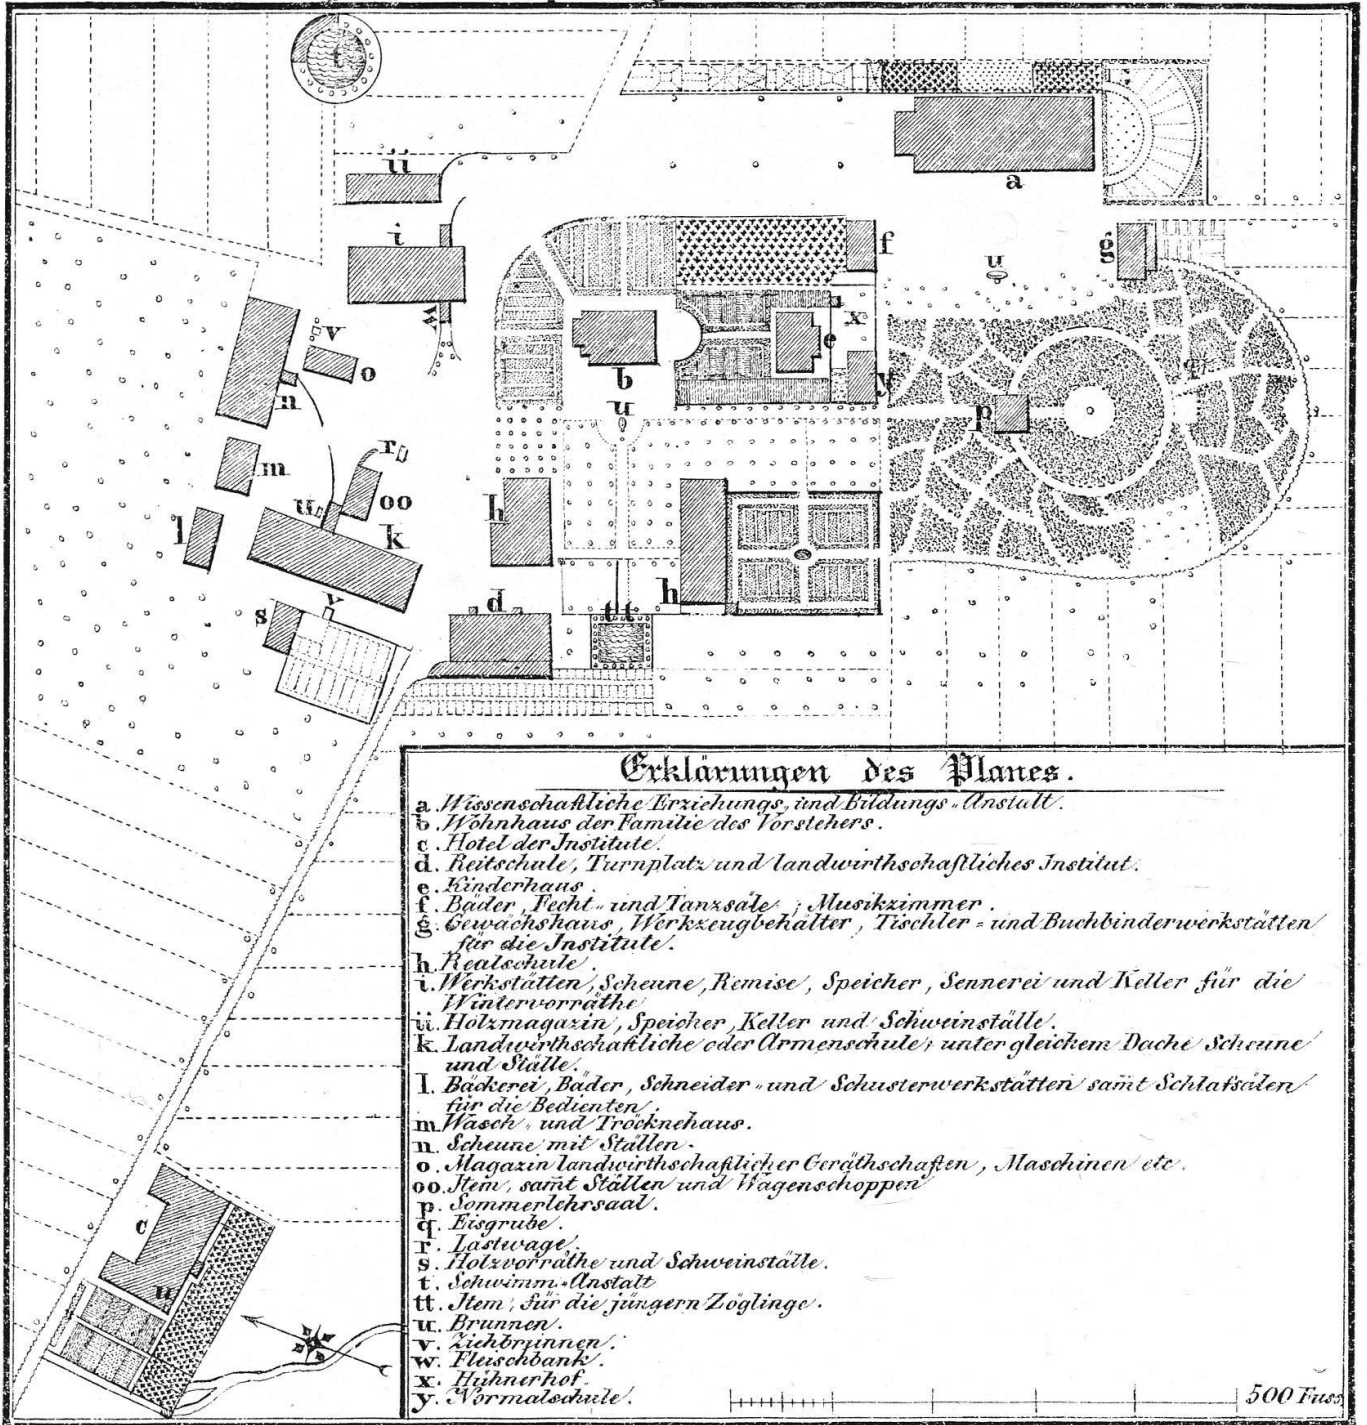 t
ii
a
i
f
g
u
w
x
v
e
o
b
y
q
n
u
p
r
m
oo
h
u
l
k
h
v
d
tt
s
Erklärungen des Planes.
a. Wissenschaftliche Erziehungs- und Bildungs-Anstalt.
b. Wohnhaus der Familie des Vorstehers.
c. Hotel der Institute.
d. Reitschule, Turnplatz und landwirthschaftliches Institut.
e. Kinderhaus.
f. Bäder, Fecht- und Tanzsäle; Musikzimmer.
g. Gewächshaus, Werkzeugbehälter, Tischler- und Buchbinderwerkstätten
für die Institute.
h. Realschule.
i. Werkstätten, Scheune, Remise, Speicher, Sennerei und Keller für die
Wintervorräthe
ii. Holzmagazin, Speicher, Keller und Schweinställe.
k. Landwirthschaftliche oder Armenschule; unter gleichem Dache Scheune
und Ställe.
l. Bäckerei, Bäder, Schneider- und Schusterwerkstätten sam̄t Schlafsälen
für die Bedienten.
m. Wasch- und Tröcknehaus.
n. Scheune mit Ställen.
o. Magazin landwirthschaftlicher Geräthschaften, Maschinen etc.
oo. Item, sam̄t Ställen und Wagenschoppen
p. Sommerlehrsaal.
q. Eisgrube.
r. Lastwage.
s. Holzvorräthe und Schweinställe.
t. Schwimm-Anstalt
tt. Item, für die jüngern Zöglinge.
u. Brunnen.
v. Ziehbrunnen.
w. Fleischbank.
x. Hühnerhof.
y. Normalschule.
500 Fuss
c
u